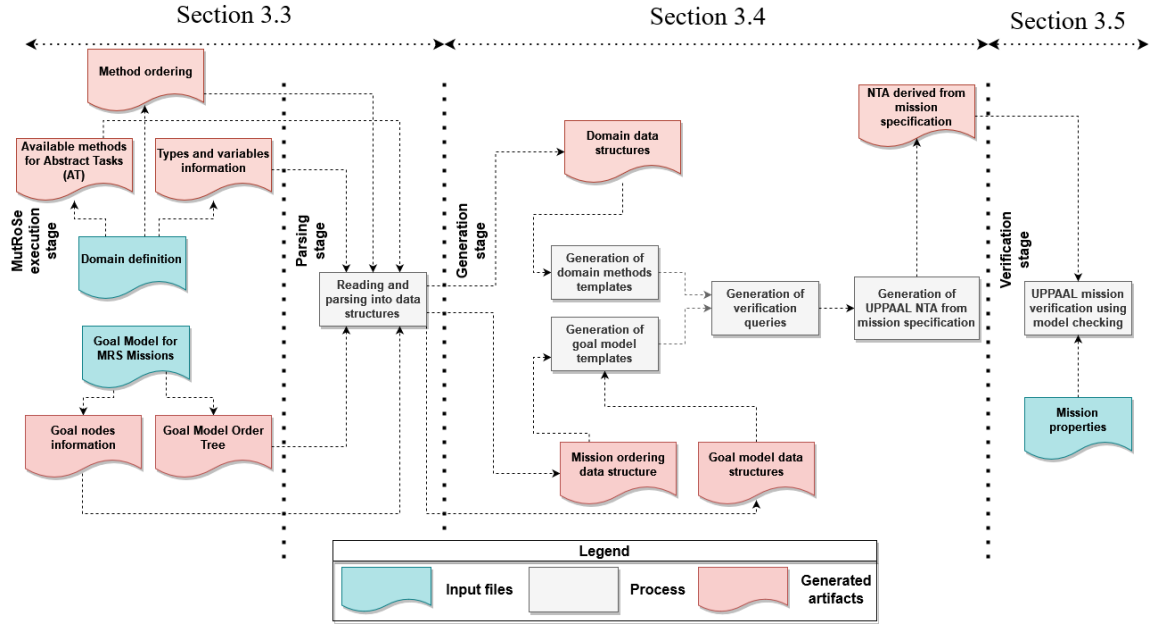 Section 3.3
Section 3.4
Section 3.5
Method ordering
Available methods
for Abstract Tasks
(AT)
Types and variables
information
MutRoSe
execution
stage
Domain definition
Goal Model for
MRS Missions
Goal nodes
information
Goal Model Order
Tree
Parsing
stage
Reading and
parsing into data
structures
Generation
stage
Domain data
structures
Generation of
domain methods
templates
Generation of
goal model
templates
Mission ordering
data structure
Goal model data
structures
Generation of
verification
queries
NTA derived from
mission
specification
Generation of
UPPAAL NTA from
mission specification
Verification
stage
UPPAAL mission
verification using
model checking
Mission
properties
Legend
Input files
Process
Generated
artifacts